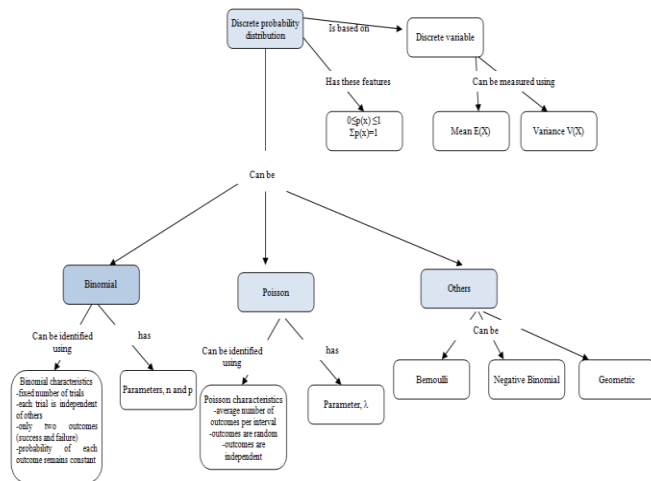 Discrete probability
distribution
Is based on
Discrete variable
Has these features
Can be measured using
0≤p(x) ≤1
Σp(x)=1
Mean E(X)
Variance V(X)
Can be
Binomial
Poisson
Others
Can be identified
using
has
Can be identified
using
has
Can be
Binomial characteristics
-fixed number of trials
-each trial is independent
of others
-only two outcomes
(success and failure)
-probability of each
outcome remains constant
Parameters, n and p
Poisson characteristics
-average number of
outcomes per interval
-outcomes are random
-outcomes are
independent
Parameter, λ
Bernoulli
Negative Binomial
Geometric